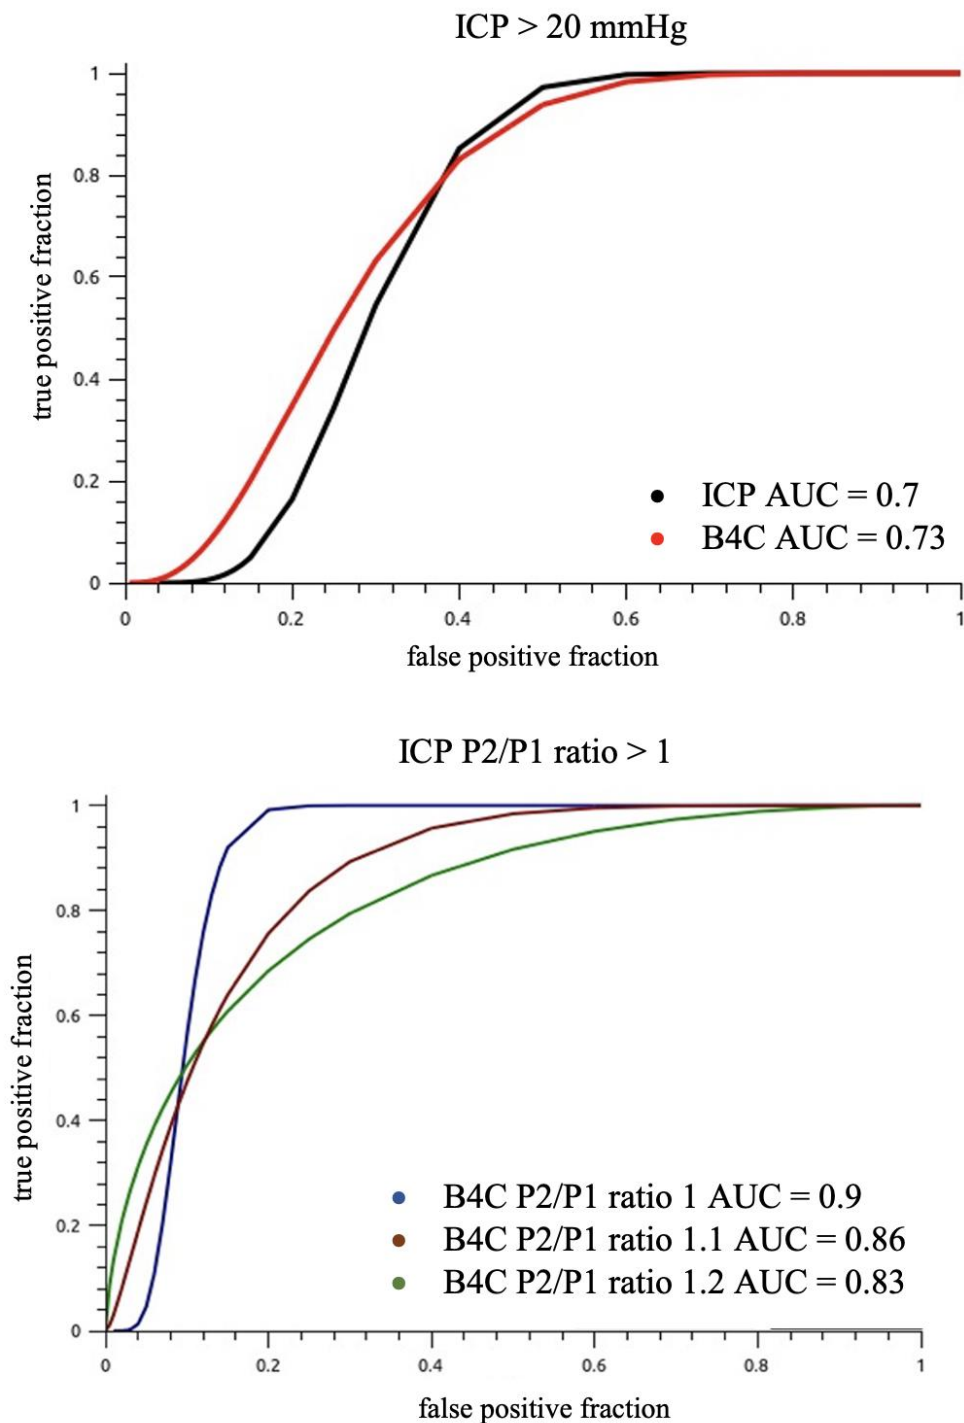 ICP > 20 mmHg
1
0.8
0.6
0.4
0.2
0
true positive fraction
ICP AUC = 0.7
B4C AUC = 0.73
0 0.2 0.4 0.6 0.8 1
false positive fraction
ICP P2/P1 ratio > 1
1
0.8
0.6
0.4
0.2
0
true positive fraction
B4C P2/P1 ratio 1 AUC = 0.9
B4C P2/P1 ratio 1.1 AUC = 0.86
B4C P2/P1 ratio 1.2 AUC = 0.83
0 0.2 0.4 0.6 0.8 1
false positive fraction